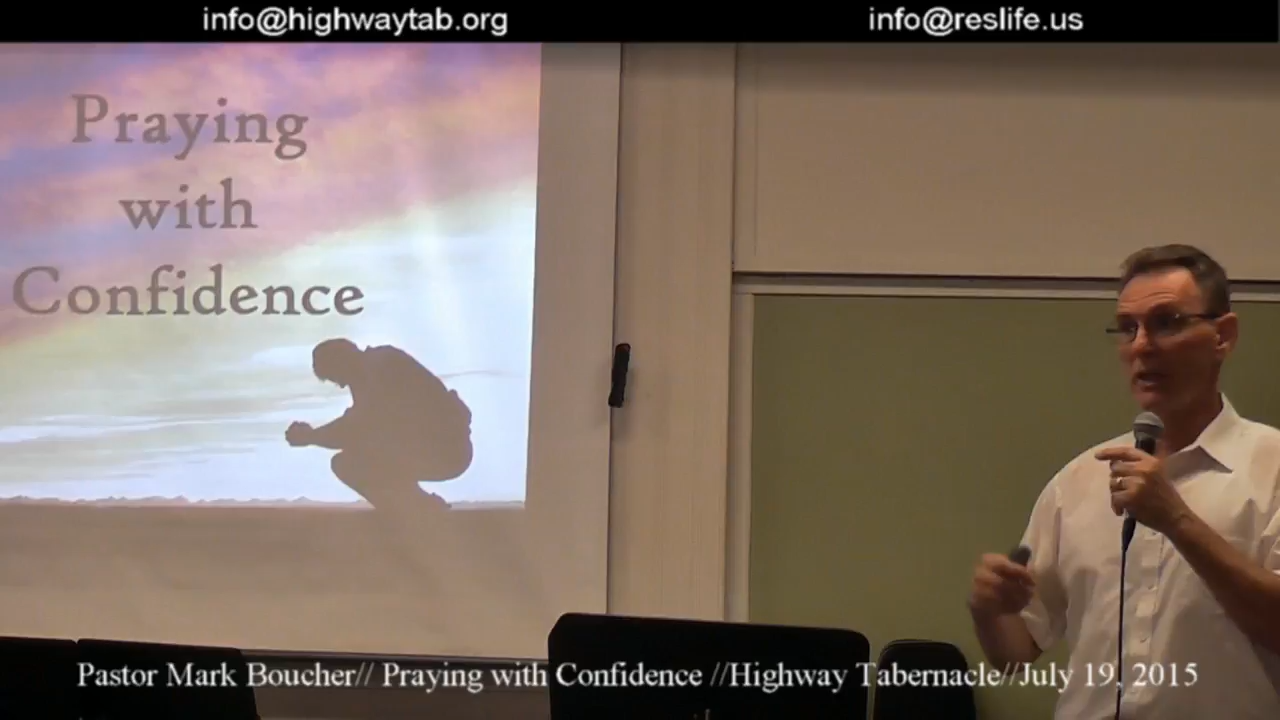 info@highwaytab.org
info@reslife.us
Praying
with
Confidence
Pastor Mark Boucher// Praying with Confidence //Highway Tabernacle//July 19, 2015